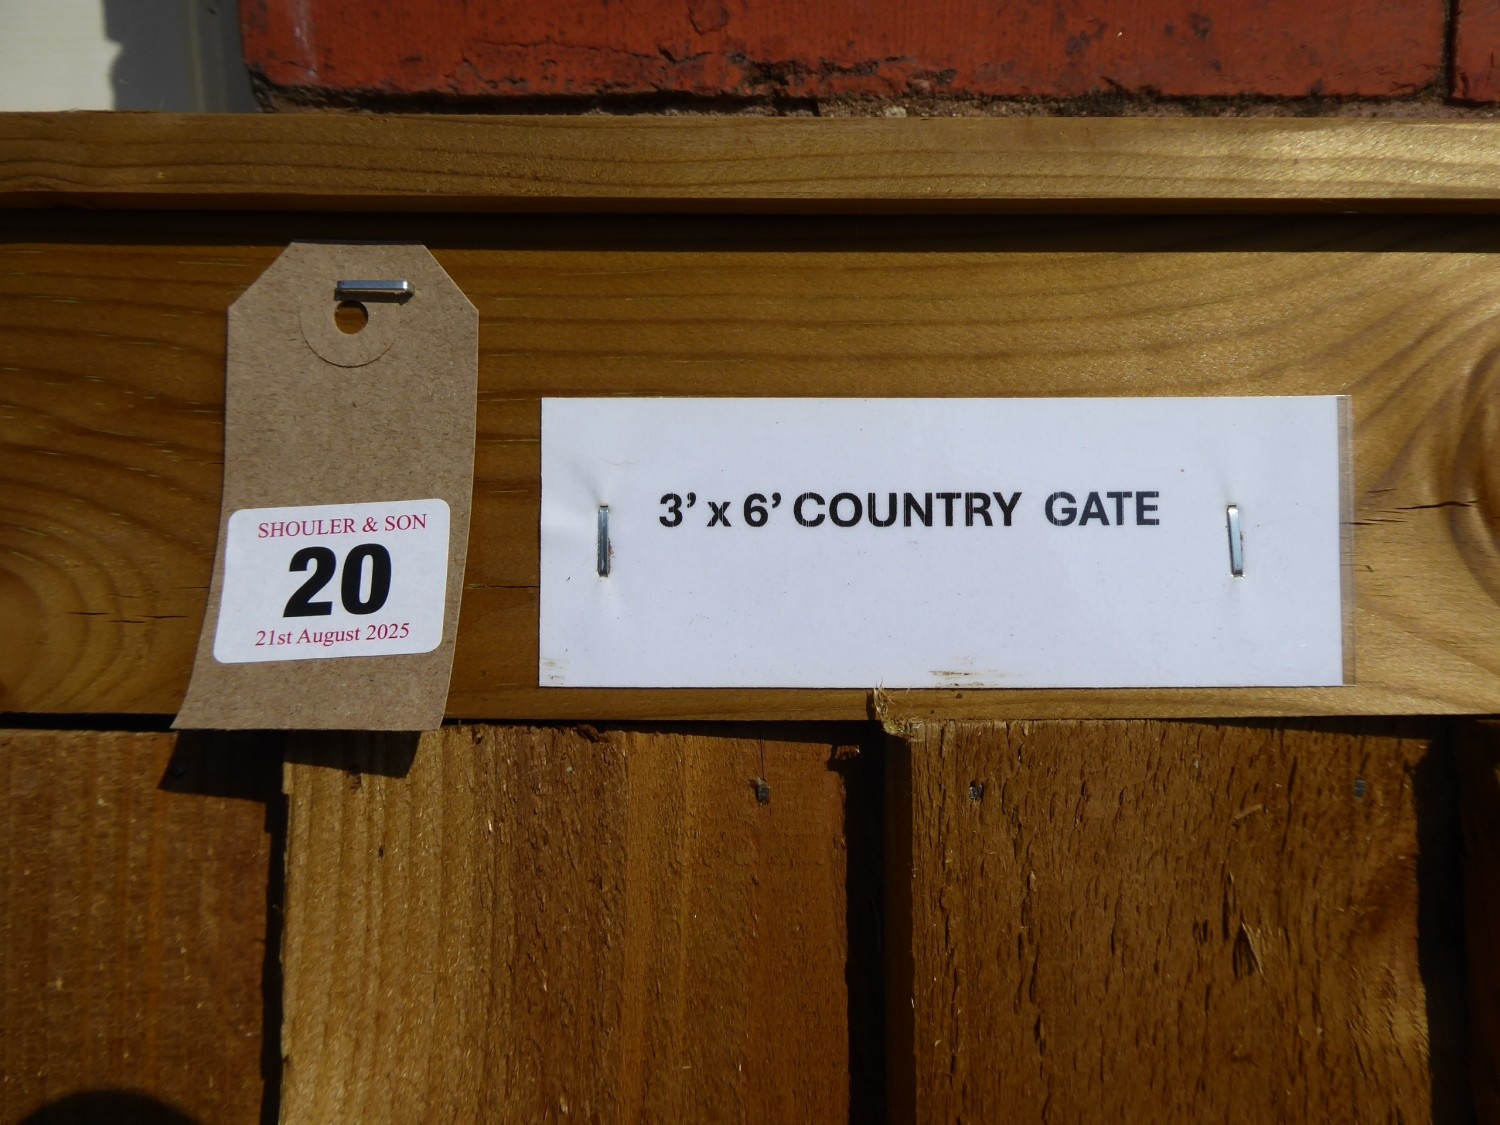 SHOULER & SON
20
21st August 2025
3’ x 6’ COUNTRY GATE